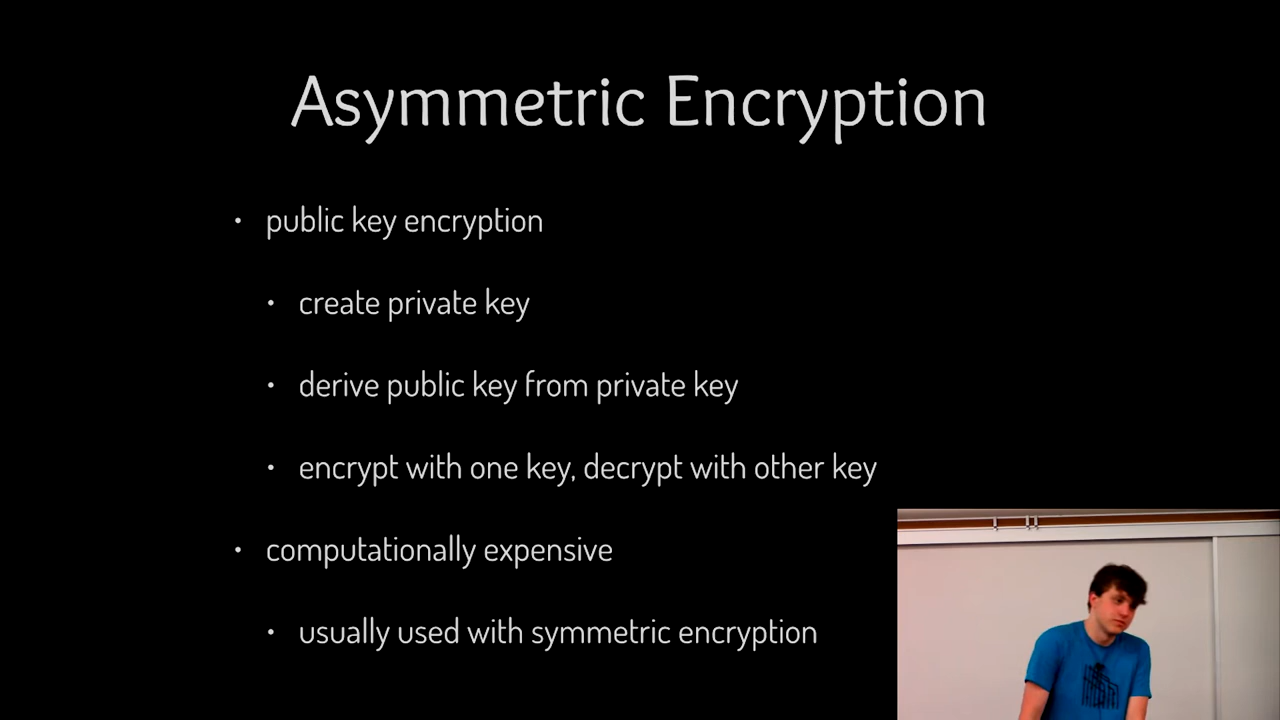 Asymmetric Encryption
• public key encryption
• create private key
• derive public key from private key
• encrypt with one key, decrypt with other key
• computationally expensive
• usually used with symmetric encryption